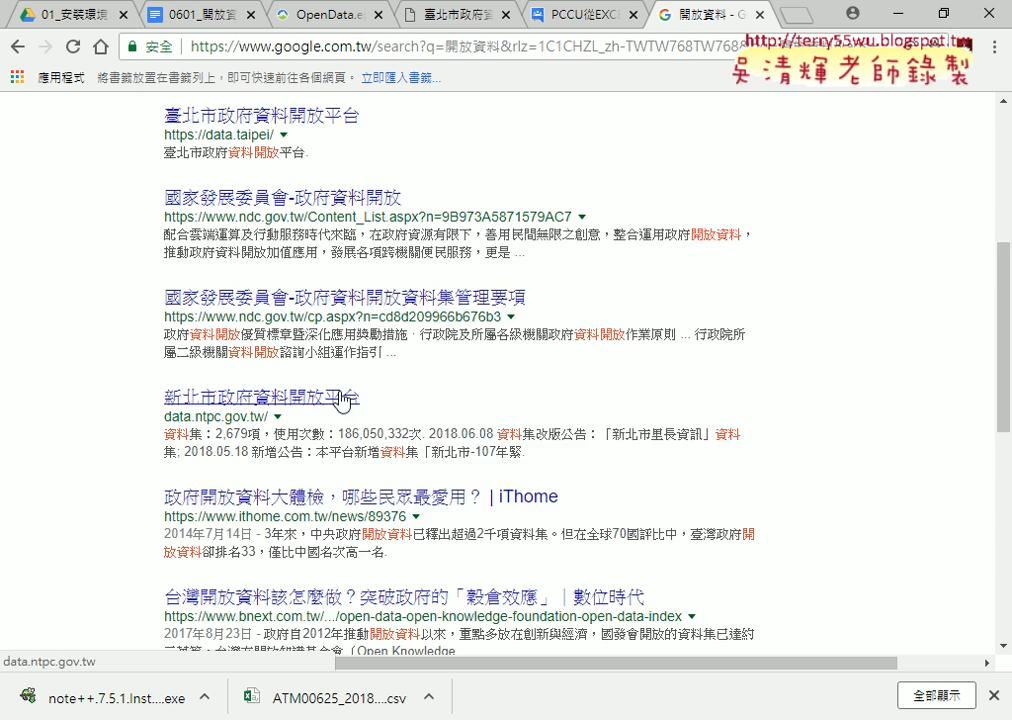 01_安裝環境
0601_開放資
OpenData.e
臺北市政府資
PCCU從EXCE
開放資料 - G
安全
https://www.google.com.tw/search?q=開放資料&rlz=1C1CHZL_zh-TWTW768TW768&
http://terry55wu.blogspot.tw
吳清輝老師錄製
應用程式
將書籤放置在書籤列上，即可快速前往各個網頁。
立即匯入書籤...
臺北市政府資料開放平台
https://data.taipei/
臺北市政府資料開放平台.
國家發展委員會-政府資料開放
https://www.ndc.gov.tw/Content_List.aspx?n=9B973A5871579AC7
配合雲端運算及行動服務時代來臨，在政府資源有限下，善用民間無限之創意，整合運用政府開放資料，
推動政府資料開放加值應用，發展各項跨機關便民服務，更是 ...
國家發展委員會-政府資料開放資料集管理要項
https://www.ndc.gov.tw/cp.aspx?n=cd8d209966b676b3
政府資料開放優質標章暨深化應用獎勵措施 · 行政院及所屬各級機關政府資料開放作業原則 ... 行政院所
屬二級機關資料開放諮詢小組運作指引 ...
新北市政府資料開放平台
data.ntpc.gov.tw/
資料集：2,679項，使用次數：186,050,332次. 2018.06.08 資料集改版公告：「新北市里長資訊」資料
集; 2018.05.18 新增公告：本平台新增資料集「新北市-107年緊.
政府開放資料大體檢，哪些民眾最愛用？ | iThome
https://www.ithome.com.tw/news/89376
2014年7月14日 - 3年來，中央政府開放資料已釋出超過2千項資料集。但在全球70國評比中，臺灣政府開
放資料卻排名33，僅比中國名次高一名.
台灣開放資料該怎麼做？突破政府的「穀倉效應」｜數位時代
https://www.bnext.com.tw/.../open-data-open-knowledge-foundation-open-data-index
2017年8月23日 - 政府自2012年推動開放資料以來，重點多放在創新與經濟，國發會開放的資料集已達約
（Open Knowledge
data.ntpc.gov.tw
note++.7.5.1.Inst....exe
ATM00625_2018....csv
全部顯示